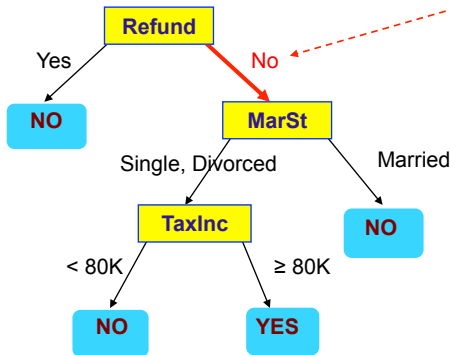 Refund
Yes
No
NO
MarSt
Single, Divorced
Married
TaxInc
NO
< 80K
≥ 80K
NO
YES